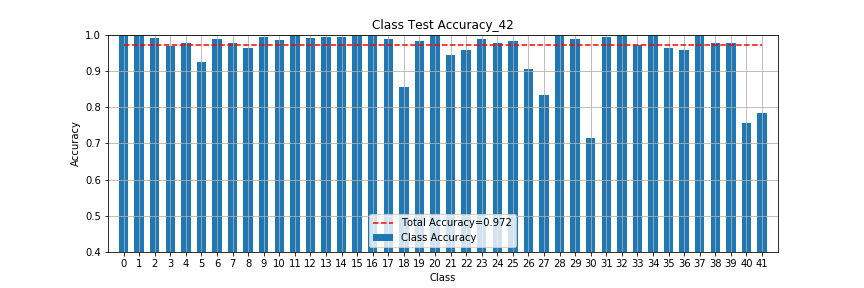 Class Test Accuracy_42
1.0
0.9
0.8
0.7
0.6
0.5
0.4
Accuracy
Total Accuracy=0.972
Class Accuracy
0 1 2 3 4 5 6 7 8 9 10 11 12 13 14 15 16 17 18 19 20 21 22 23 24 25 26 27 28 29 30 31 32 33 34 35 36 37 38 39 40 41
Class